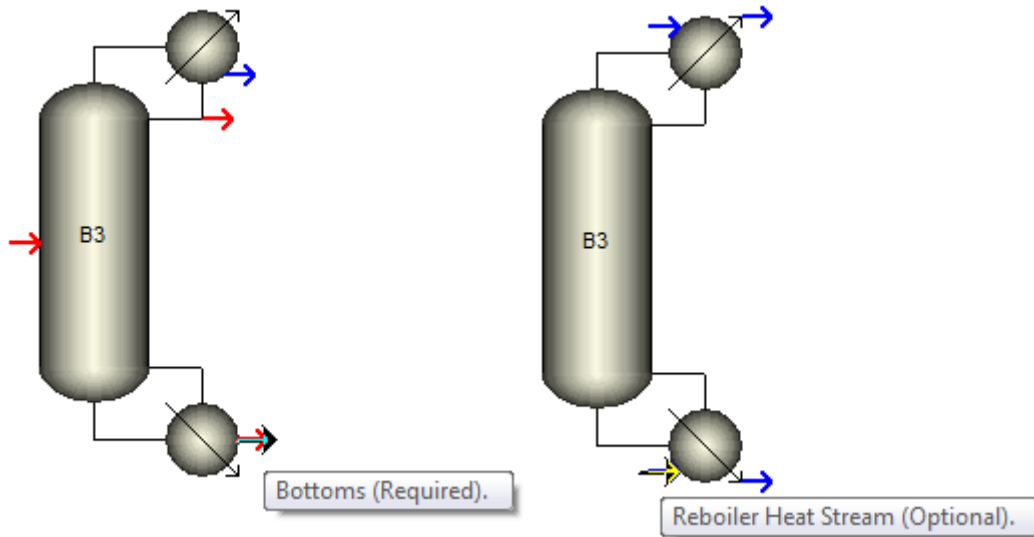 B3
B3
Bottoms (Required).
Reboiler Heat Stream (Optional).